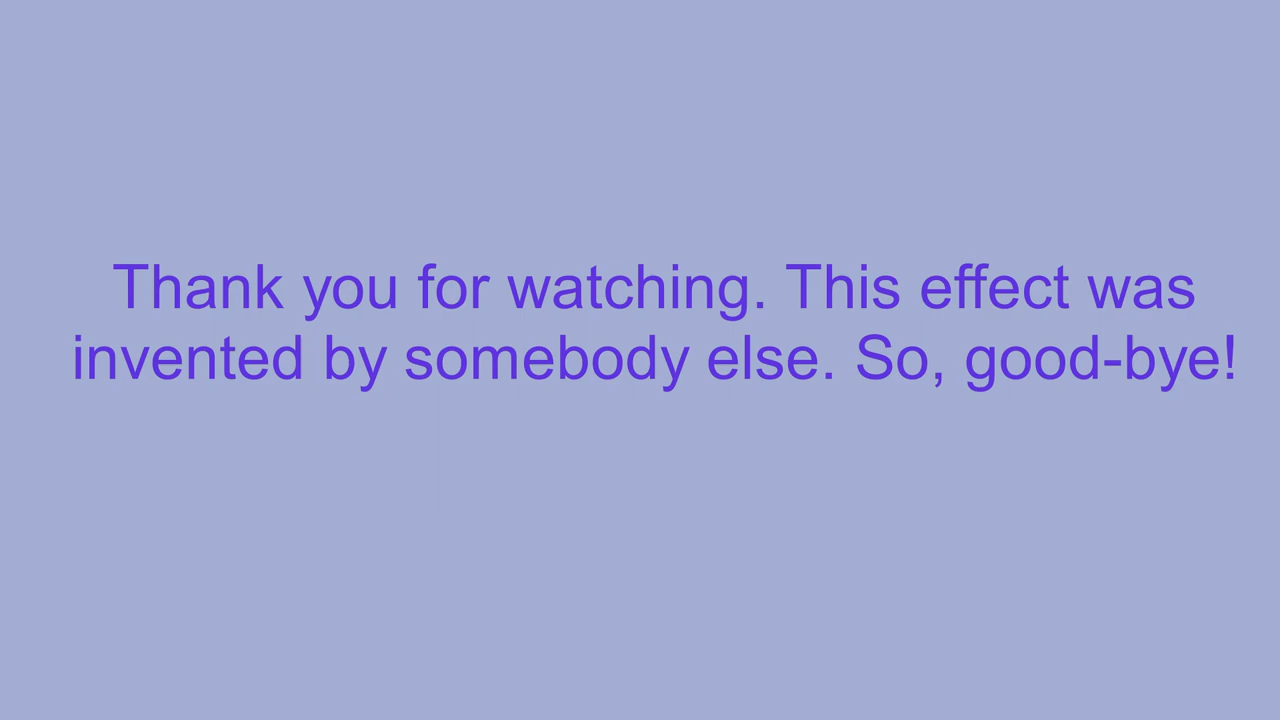 Thank you for watching. This effect was
invented by somebody else. So, good-bye!